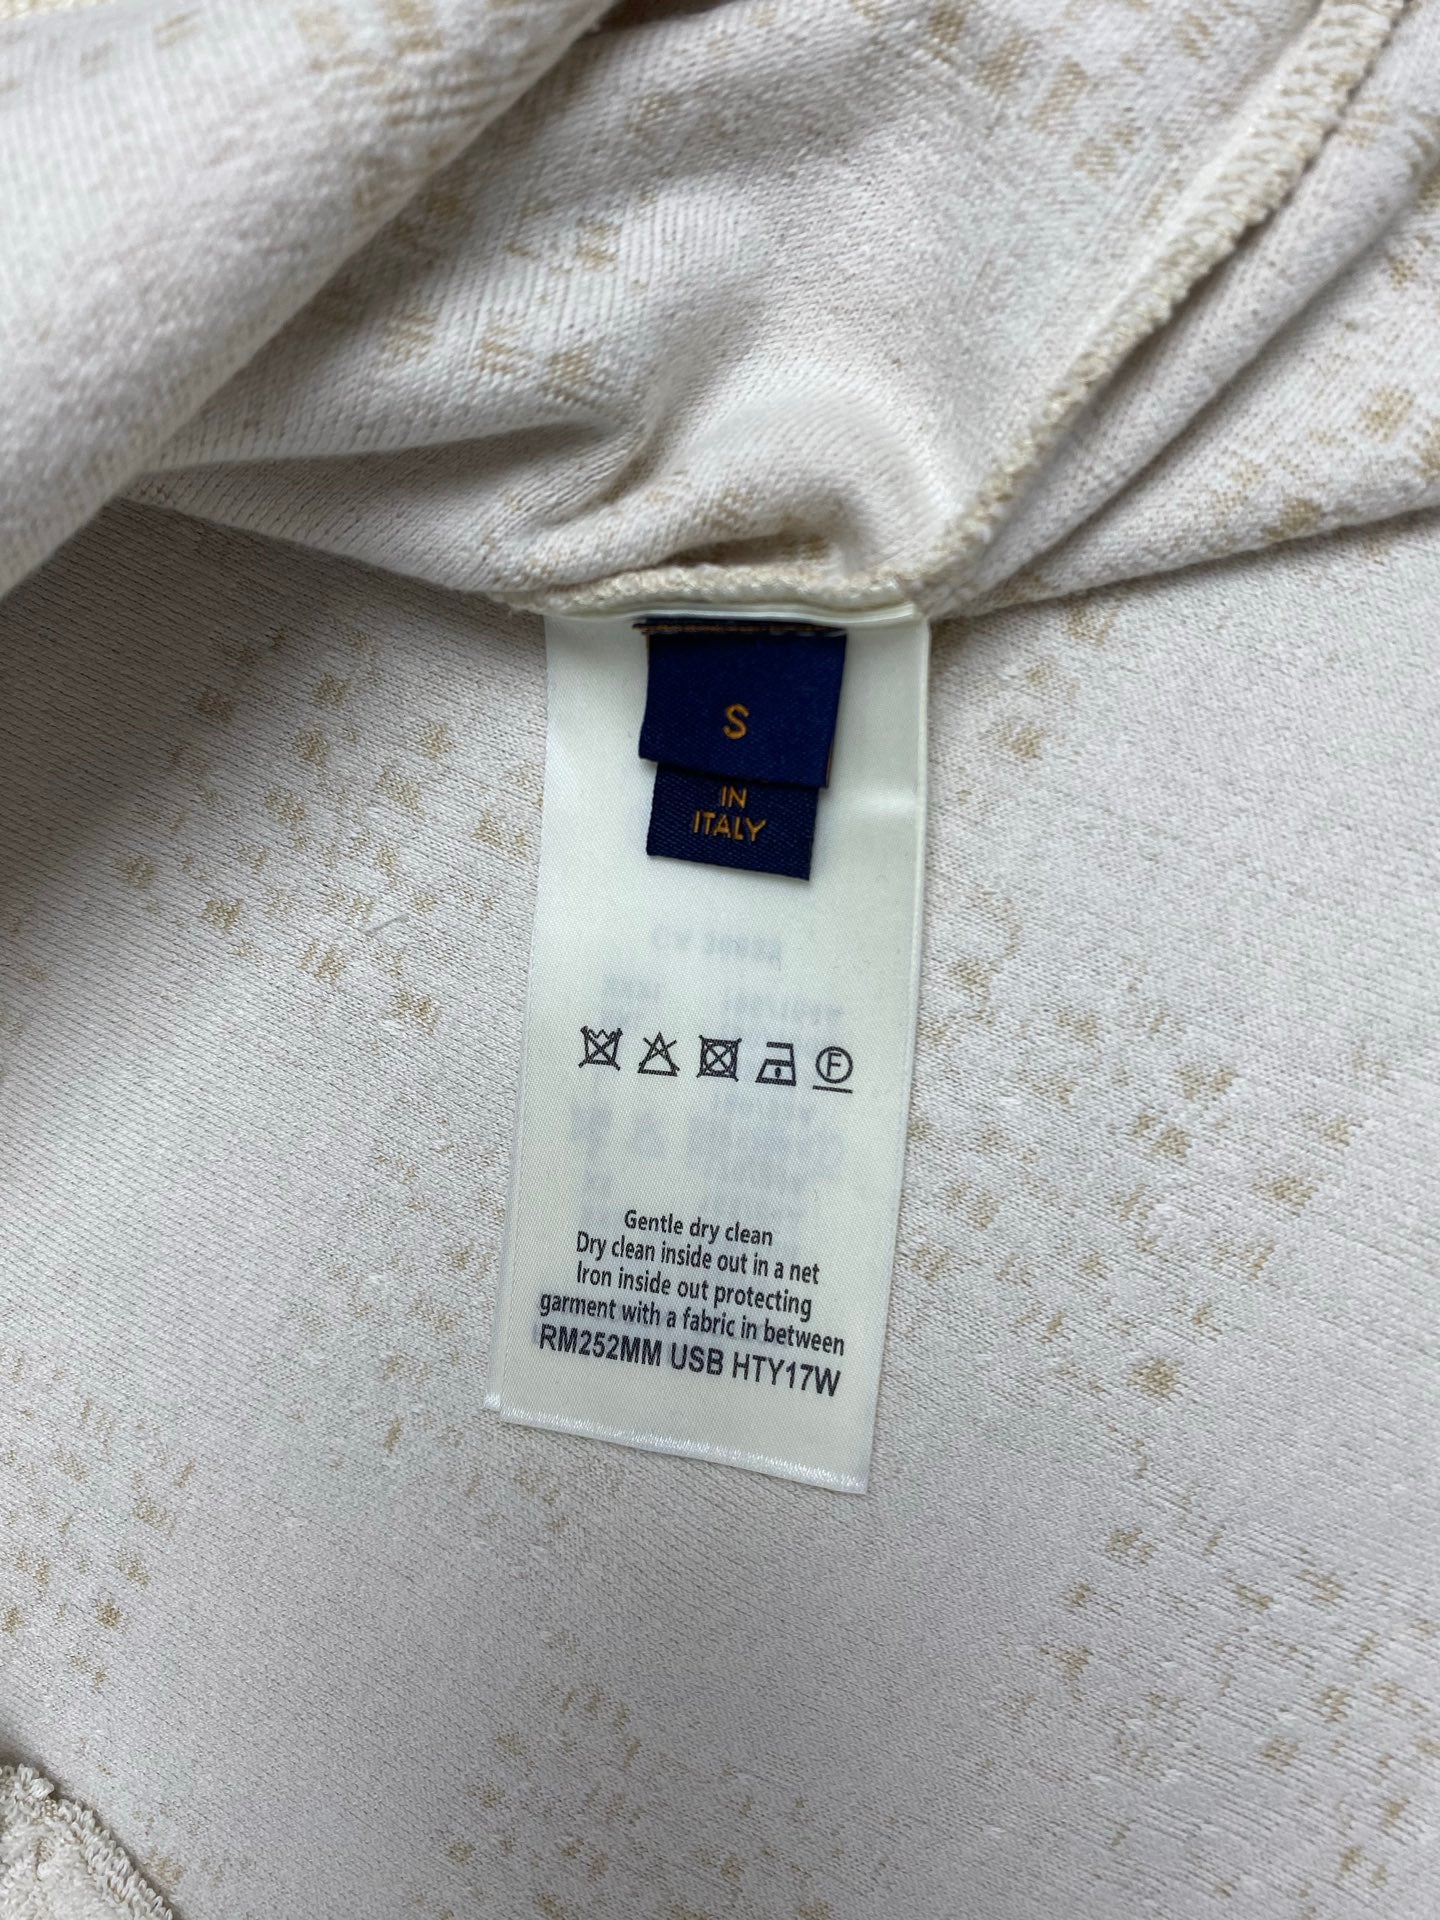 S
IN
ITALY
F
Gentle dry clean
Dry clean inside out in a net
Iron inside out protecting
garment with a fabric in between
RM252MM USB HTY17W